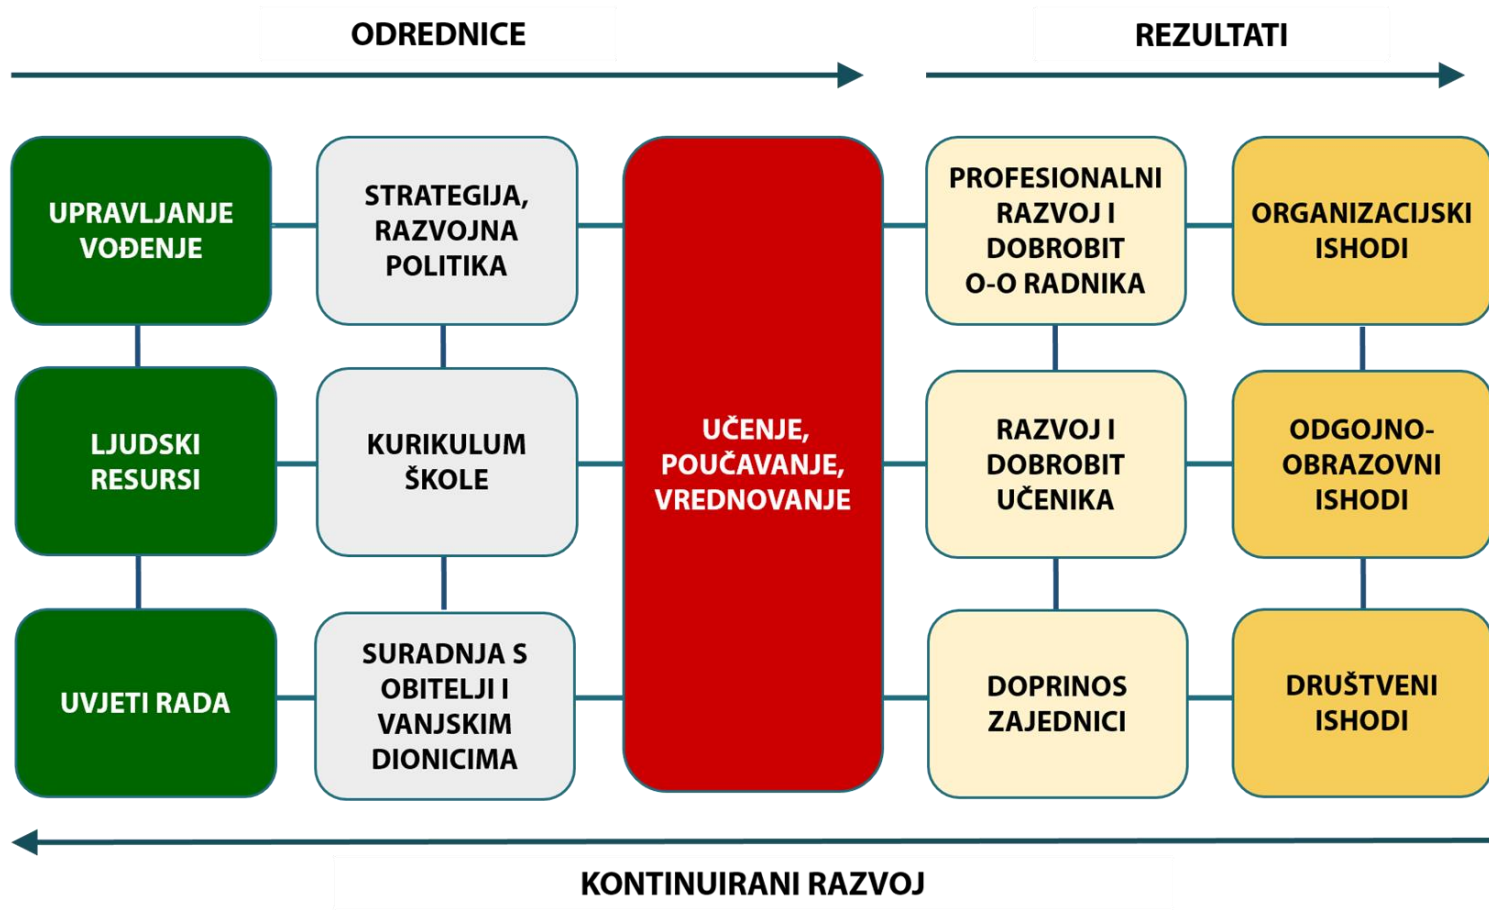 ODREDNICE
REZULTATI
UPRAVLJANJE
VOĐENJE
STRATEGIJA,
RAZVOJNA
POLITIKA
PROFESIONALNI
RAZVOJ I
DOBROBIT
O-O RADNIKA
ORGANIZACIJSKI
ISHODI
LJUDSKI
RESURSI
KURIKULUM
ŠKOLE
UČENJE,
POUČAVANJE,
VREDNOVANJE
RAZVOJ I
DOBROBIT
UČENIKA
ODGOJNO-
OBRAZOVNI
ISHODI
UVJETI RADA
SURADNJA S
OBITELJI I
VANJSKIM
DIONICIMA
DOPRINOS
ZAJEDNICI
DRUŠTVENI
ISHODI
KONTINUIRANI RAZVOJ